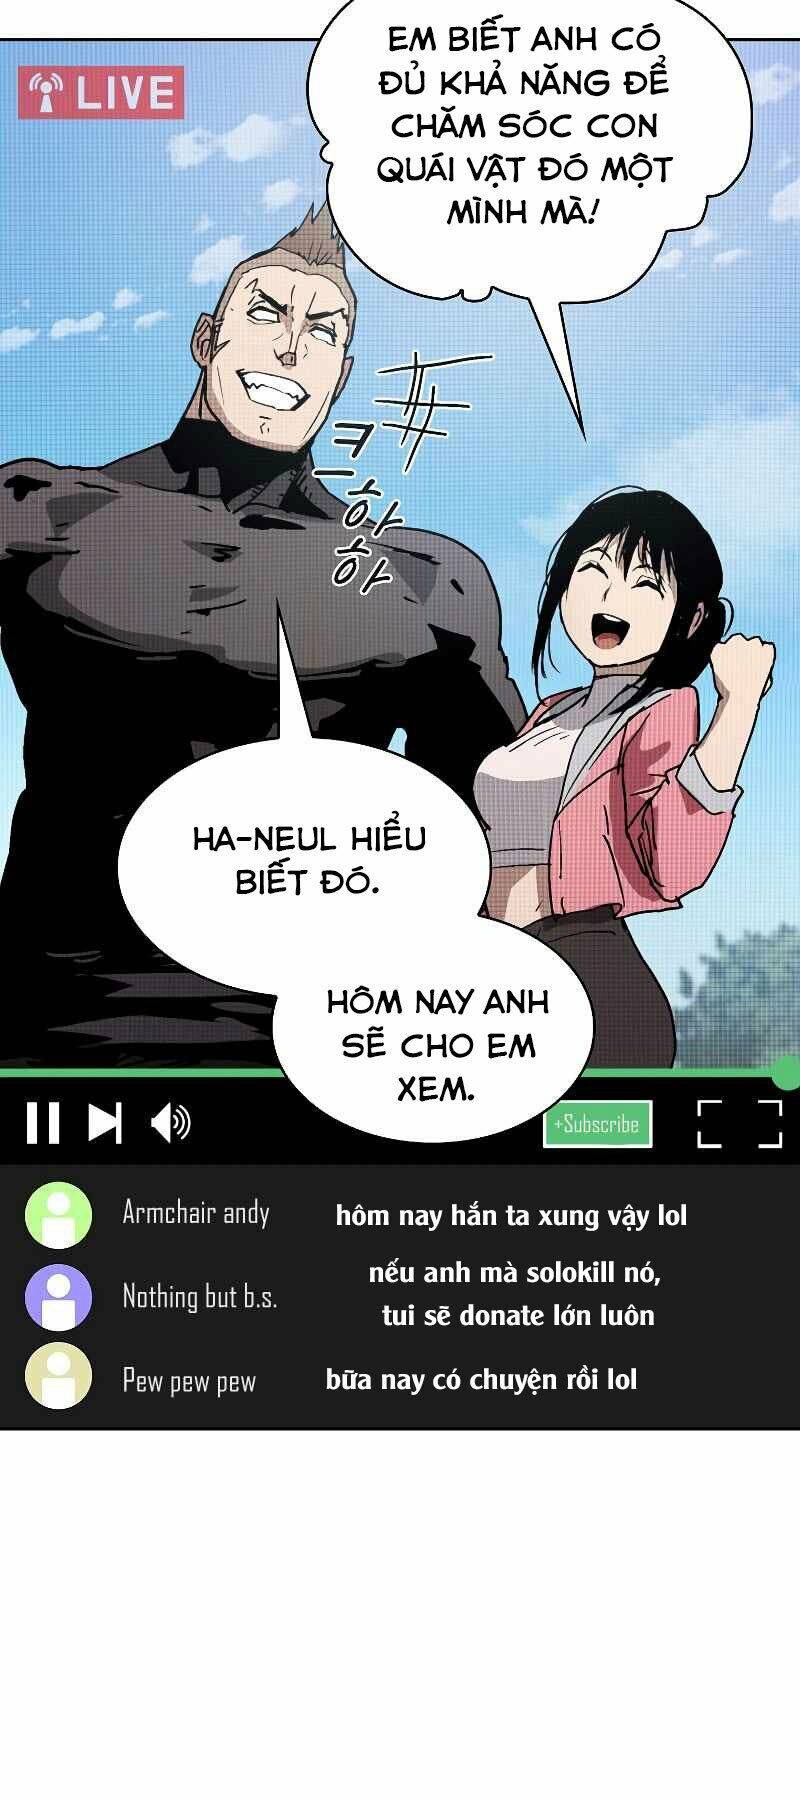 EM BIẾT ANH CÓ
ĐỦ KHẢ NĂNG ĐỂ
CHĂM SÓC CON
QUÁI VẬT ĐÓ MỘT
MÌNH MÀ!
LIVE
크하하
HA-NEUL HIỂU
BIẾT ĐÓ.
HÔM NAY ANH
SẼ CHO EM
XEM.
+Subscribe
Armchair andy hôm nay hắn ta xung vậy lol
Nothing but b.s. nếu anh mà solokill nó,
tui sẽ donate lớn luôn
Pew pew pew bữa nay có chuyện rồi lol